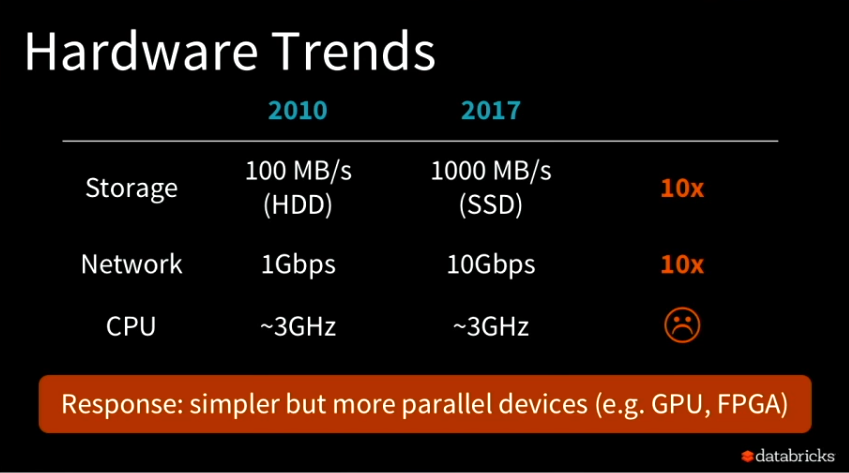 Hardware Trends
2010 2017
Storage 100 MB/s (HDD) 1000 MB/s (SSD) 10x
Network 1Gbps 10Gbps 10x
CPU ~3GHz ~3GHz
Response: simpler but more parallel devices (e.g. GPU, FPGA)
databricks